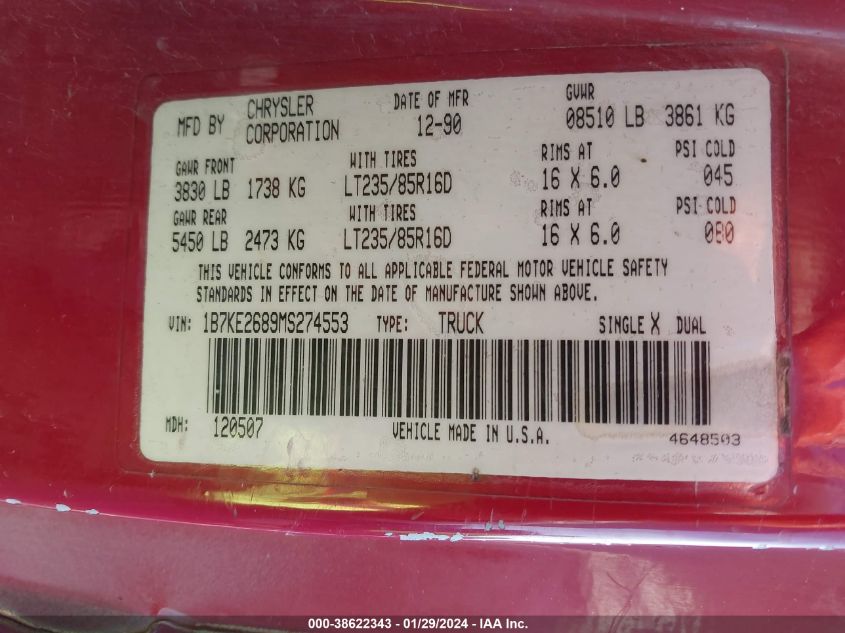 MFD BY CHRYSLER CORPORATION DATE OF MFR 12-90 GVWR 08510 LB 3861 KG
GAWR FRONT WITH TIRES RIMS AT PSI COLD
3830 LB 1738 KG LT235/85R16D 16 X 6.0 045
GAWR REAR WITH TIRES RIMS AT PSI COLD
5450 LB 2473 KG LT235/85R16D 16 X 6.0
THIS VEHICLE CONFORMS TO ALL APPLICABLE FEDERAL MOTOR VEHICLE SAFETY
STANDARDS IN EFFECT ON THE DATE OF MANUFACTURE SHOWN ABOVE.
VIN: 1B7KE2689MS274553 TYPE: TRUCK SINGLE X DUAL
MDH: 120507 VEHICLE MADE IN U.S.A. 4648503
000-38622343 - 01/29/2024 - IAA Inc.